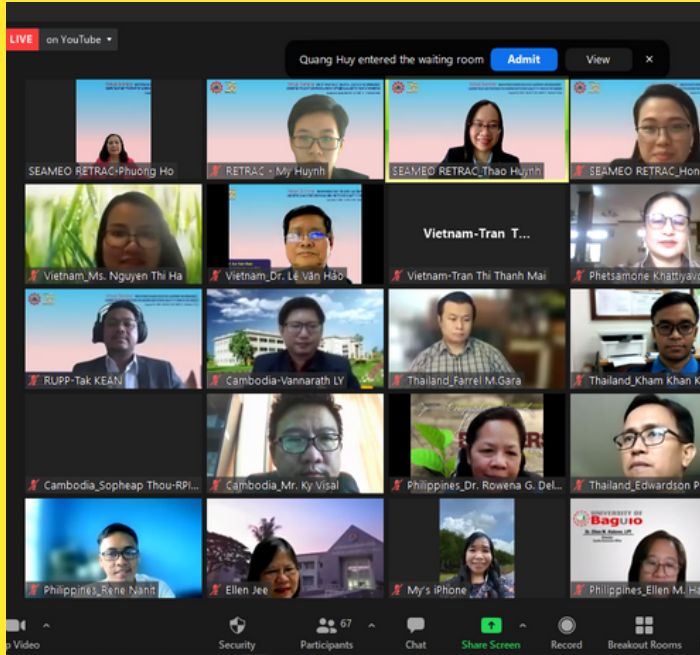 LIVE on YouTube
Quang Huy entered the waiting room Admit View ×
SEAMEO RETRAC-Phuong Ho
RETRAC - My Huynh
SEAMEO RETRAC_Thao Huynh
SEAMEO RETRAC_Hon
Vietnam_Ms. Nguyen Thi Ha
Vietnam_Dr. Lê Văn Hảo
Vietnam-Tran T...
Vietnam-Tran Thi Thanh Mai
Phetsamone Khattiyavo
RUPP-Tak KEAN
Cambodia-Vannarath LY
Thailand_Farrel M.Gara
Thailand_Kham Khan K
Cambodia_Sopheap Thou-RPI...
Cambodia_Mr. Ky Visal
Philippines_Dr. Rowena G. Del...
Thailand_Edwardson P
UNIVERSITY OF
Baguio
Philippines_Rene Nanit
Ellen Jee
My's iPhone
Philippines_Ellen M. Ha
p Video
Security
Participants 67
Chat
Share Screen
Record
Breakout Rooms